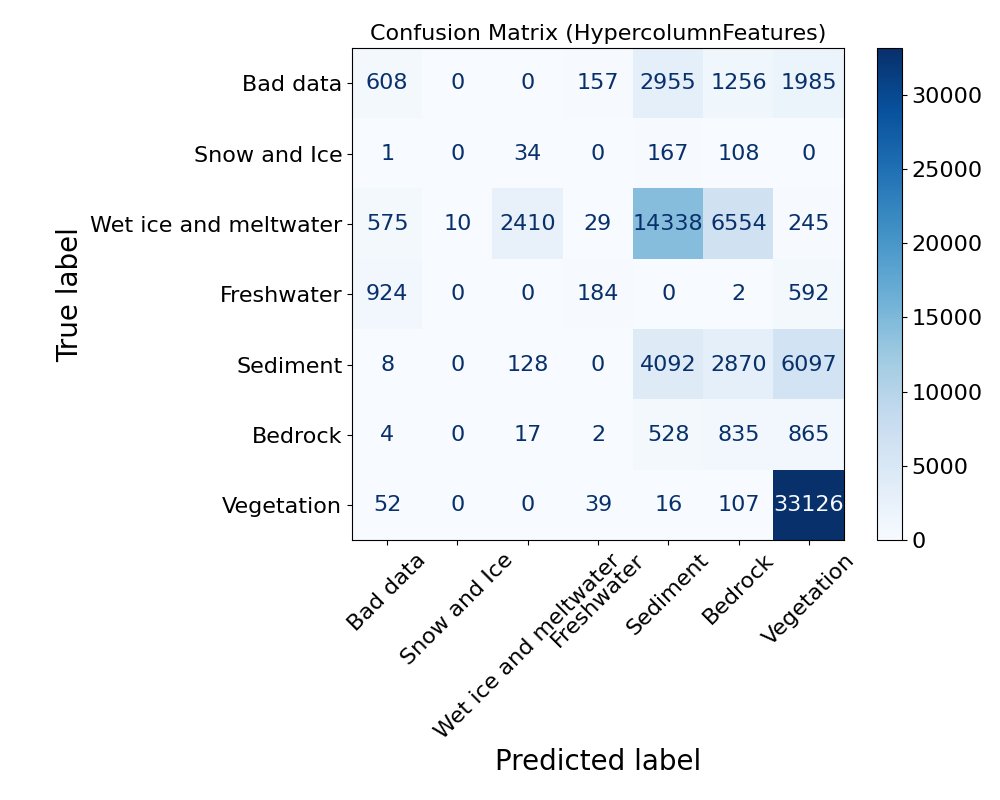 Confusion Matrix (HypercolumnFeatures)
True label
Bad data 608 0 0 157 2955 1256 1985
Snow and Ice 1 0 34 0 167 108 0
Wet ice and meltwater 575 10 2410 29 14338 6554 245
Freshwater 924 0 0 184 0 2 592
Sediment 8 0 128 0 4092 2870 6097
Bedrock 4 0 17 2 528 835 865
Vegetation 52 0 0 39 16 107 33126
Bad data
Snow and Ice
Wet ice and meltwater
Freshwater
Sediment
Bedrock
Vegetation
Predicted label
30000
25000
20000
15000
10000
5000
0